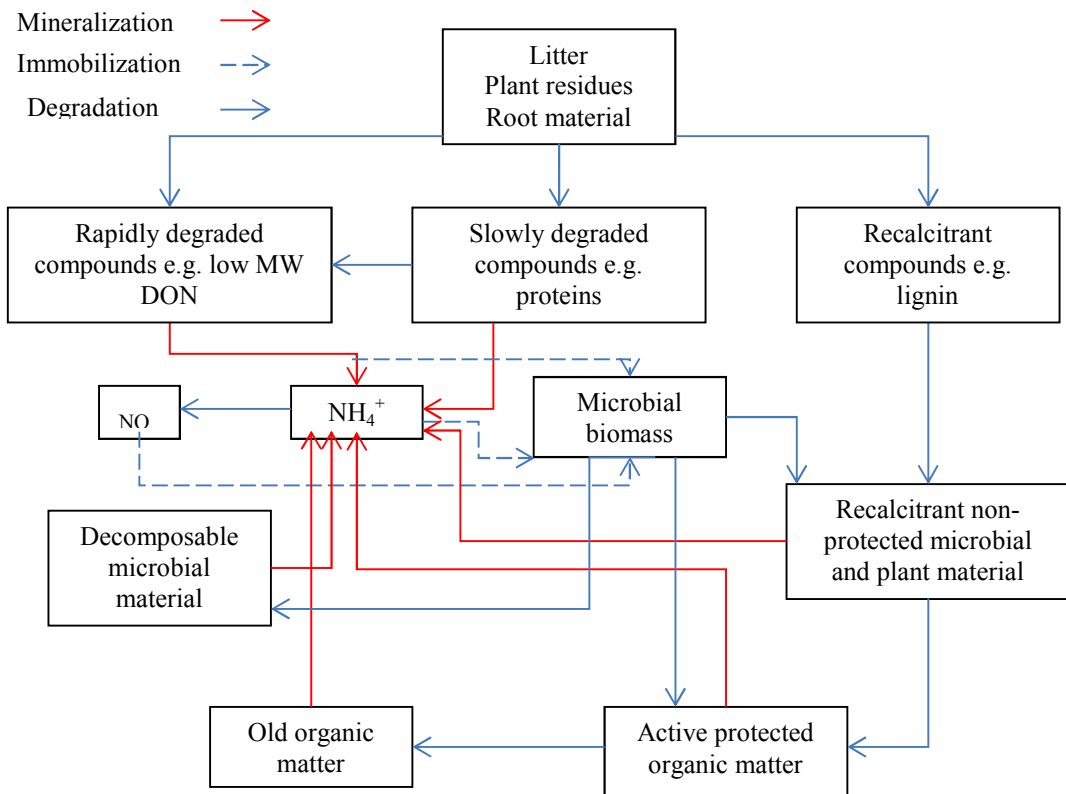 Mineralization
Immobilization
Degradation
Litter
Plant residues
Root material
Rapidly degraded
compounds e.g. low MW
DON
Slowly degraded
compounds e.g.
proteins
Recalcitrant
compounds e.g.
lignin
NO
NH₄⁺
Microbial
biomass
Decomposable
microbial
material
Recalcitrant non-
protected microbial
and plant material
Old organic
matter
Active protected
organic matter